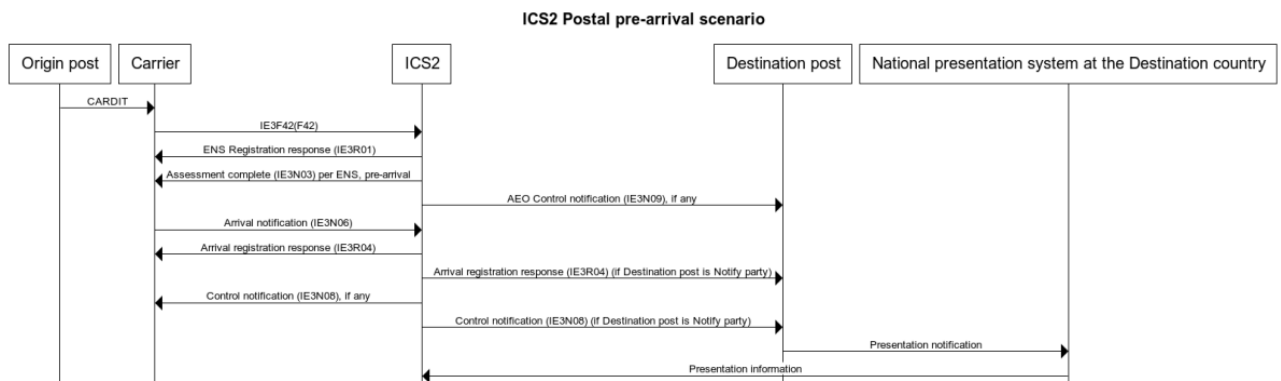 ICS2 Postal pre-arrival scenario
Origin post
Carrier
ICS2
Destination post
National presentation system at the Destination country
CARDIT
IE3F42(F42)
ENS Registration response (IE3R01)
Assessment complete (IE3N03) per ENS, pre-arrival
AEO Control notification (IE3N09), if any
Arrival notification (IE3N06)
Arrival registration response (IE3R04)
Arrival registration response (IE3R04) (if Destination post is Notify party)
Control notification (IE3N08), if any
Control notification (IE3N08) (if Destination post is Notify party)
Presentation notification
Presentation information